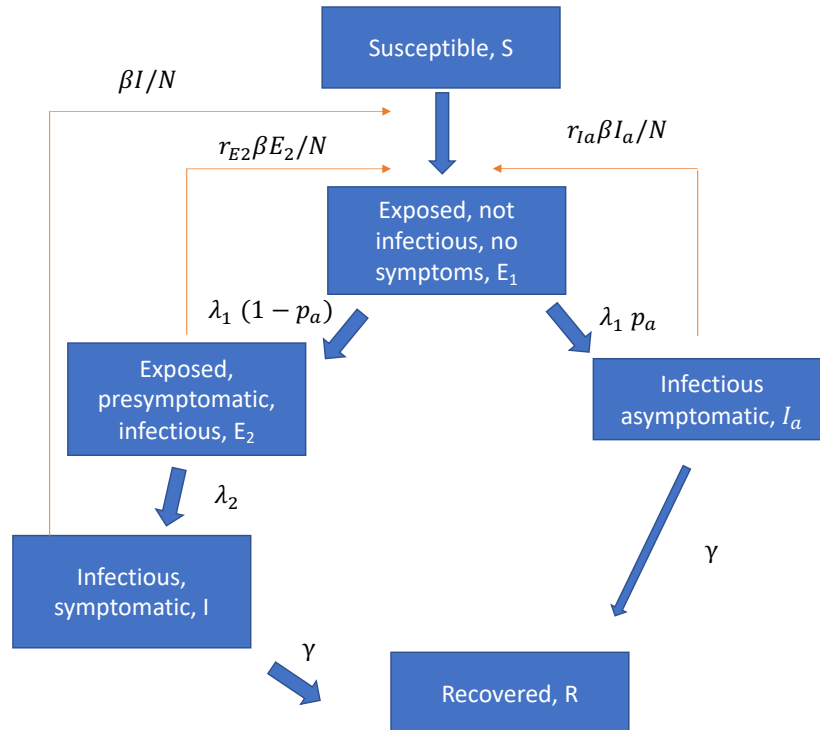 Susceptible, S
βI/N
r_{E2}βE_2/N
r_{Ia}βI_a/N
Exposed, not
infectious, no
symptoms, E_1
λ_1 (1 − p_a)
λ_1 p_a
Exposed,
presymptomatic,
infectious, E_2
Infectious
asymptomatic, I_a
λ_2
Infectious,
symptomatic, I
γ
γ
Recovered, R